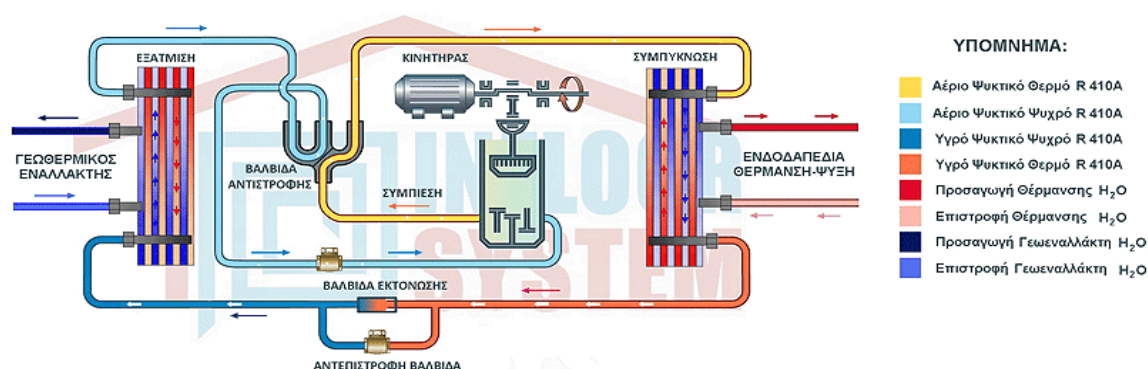 ΕΞΑΤΜΙΣΗ
ΚΙΝΗΤΗΡΑΣ
ΣΥΜΠΥΚΝΩΣΗ
ΓΕΩΘΕΡΜΙΚΟΣ
ΕΝΑΛΛΑΚΤΗΣ
ΒΑΛΒΙΔΑ
ΑΝΤΙΣΤΡΟΦΗΣ
ΣΥΜΠΙΕΣΗ
ΕΝΔΟΔΑΠΕΔΙΑ
ΘΕΡΜΑΝΣΗ-ΨΥΞΗ
ΒΑΛΒΙΔΑ ΕΚΤΟΝΩΣΗΣ
ΑΝΤΕΠΙΣΤΡΟΦΗ ΒΑΛΒΙΔΑ
ΥΠΟΜΝΗΜΑ:
Αέριο Ψυκτικό Θερμό R 410A
Αέριο Ψυκτικό Ψυχρό R 410A
Υγρό Ψυκτικό Ψυχρό R 410A
Υγρό Ψυκτικό Θερμό R 410A
Προσαγωγή Θέρμανσης H₂O
Επιστροφή Θέρμανσης H₂O
Προσαγωγή Γεωεναλλάκτη H₂O
Επιστροφή Γεωεναλλάκτη H₂O
SYSTEM